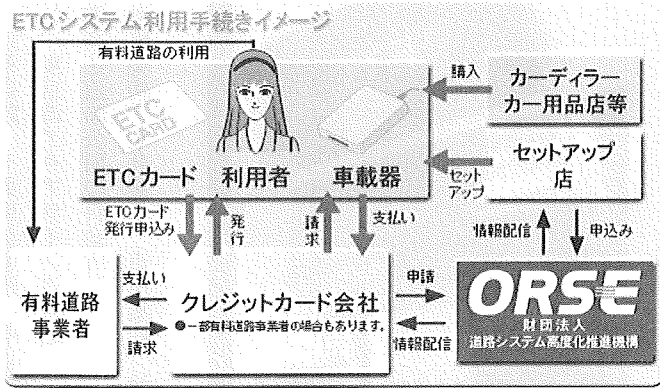 ETCシステム利用手続きイメージ
有料道路の利用
ETC
CARD
購入
カーディラー
カー用品店等
ETCカード
利用者
車載器
セット
アップ
セットアップ
店
ETCカード
発行申込み
発行
請求
支払い
情報配信
申込み
有料道路
事業者
支払い
請求
クレジットカード会社
●一部有料道路事業者の場合もあります。
申請
情報配信
ORSE
財団法人
道路システム高度化推進機構